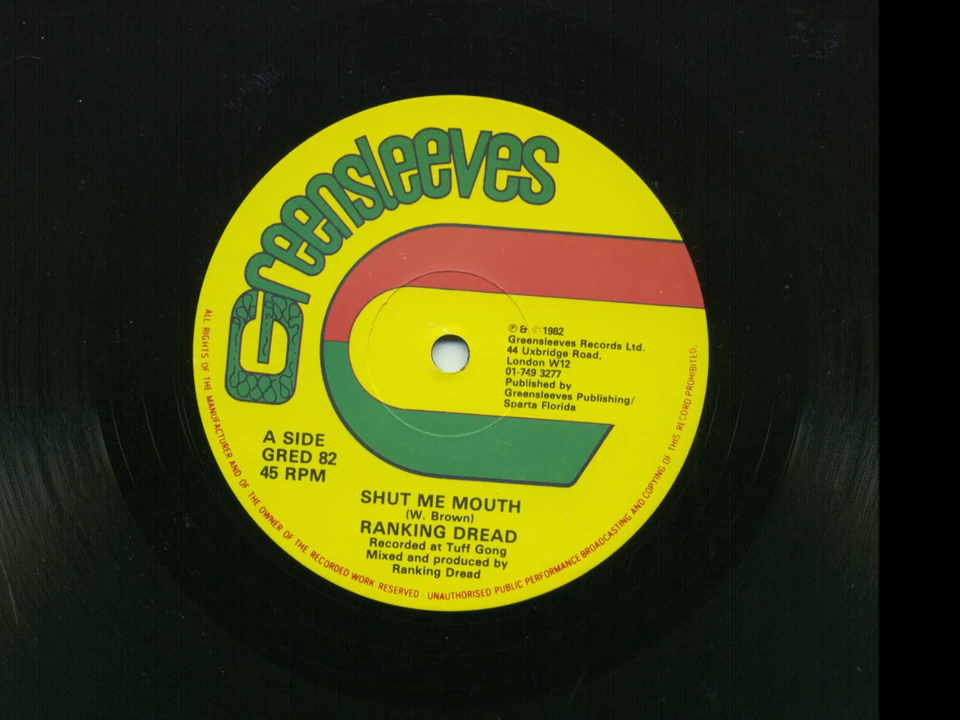 Greensleeves
℗ & © 1982
Greensleeves Records Ltd.
44 Uxbridge Road,
London W12
01-749 3277
Published by
Greensleeves Publishing/
Sparta Florida
A SIDE
GRED 82
45 RPM
SHUT ME MOUTH
(W. Brown)
RANKING DREAD
Recorded at Tuff Gong
Mixed and produced by
Ranking Dread
ALL RIGHTS OF THE MANUFACTURER AND OF THE OWNER OF THE RECORDED WORK RESERVED · UNAUTHORISED PUBLIC PERFORMANCE BROADCASTING AND COPYING OF THIS RECORD PROHIBITED.